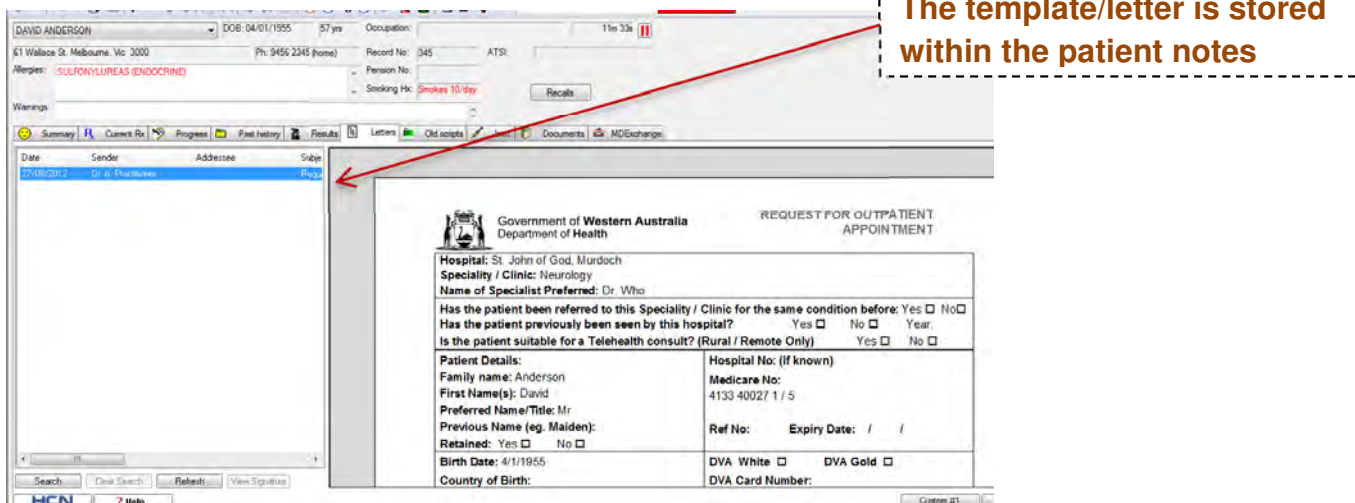 The template/letter is stored
within the patient notes
DAVID ANDERSON DOB: 04/01/1955 57 yrs Occupation: 11m 33s
61 Wallace St. Melbourne. Vic 3000 Ph: 9456 2345 (home) Record No: 345 ATSI:
Allergies: SULFONYLUREAS (ENDOCRINE) Pension No:
Smoking Hx: Smokes 10/day Recalls
Warnings:
Summary Current Rx Progress Past history Results Letters Old scripts Documents MDExchange
Date Sender Addressee Subje
27/08/2012 Dr A. Practitioner Reque
Government of Western Australia
Department of Health
REQUEST FOR OUTPATIENT
APPOINTMENT
Hospital: St. John of God, Murdoch
Speciality / Clinic: Neurology
Name of Specialist Preferred: Dr. Who
Has the patient been referred to this Speciality / Clinic for the same condition before: Yes ☐ No☐
Has the patient previously been seen by this hospital? Yes ☐ No ☐ Year:
Is the patient suitable for a Telehealth consult? (Rural / Remote Only) Yes ☐ No ☐
Patient Details:
Family name: Anderson
First Name(s): David
Preferred Name/Title: Mr
Previous Name (eg. Maiden):
Retained: Yes ☐ No ☐
Hospital No: (If known)
Medicare No:
4133 40027 1 / 5
Ref No: Expiry Date: / /
Birth Date: 4/1/1955
Country of Birth:
DVA White ☐ DVA Gold ☐
DVA Card Number:
Search Clear Search Refresh View Signature
HCN ? Help Custom #1